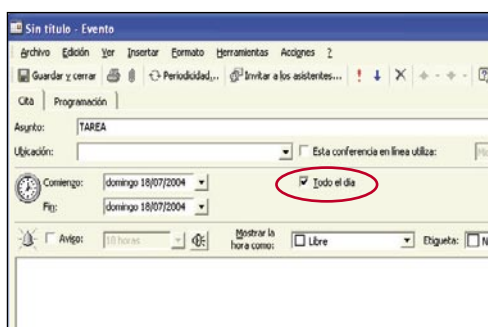 Sin título - Evento
Archivo Edición Ver Insertar Formato Herramientas Acciones ?
Guardar y cerrar Periodicidad... Invitar a los asistentes...
Cita Programación
Asunto: TAREA
Ubicación: Esta conferencia en línea utiliza:
Comienzo: domingo 18/07/2004 Todo el día
Fin: domingo 18/07/2004
Aviso: 18 horas Mostrar la hora como: Libre Etiqueta: N